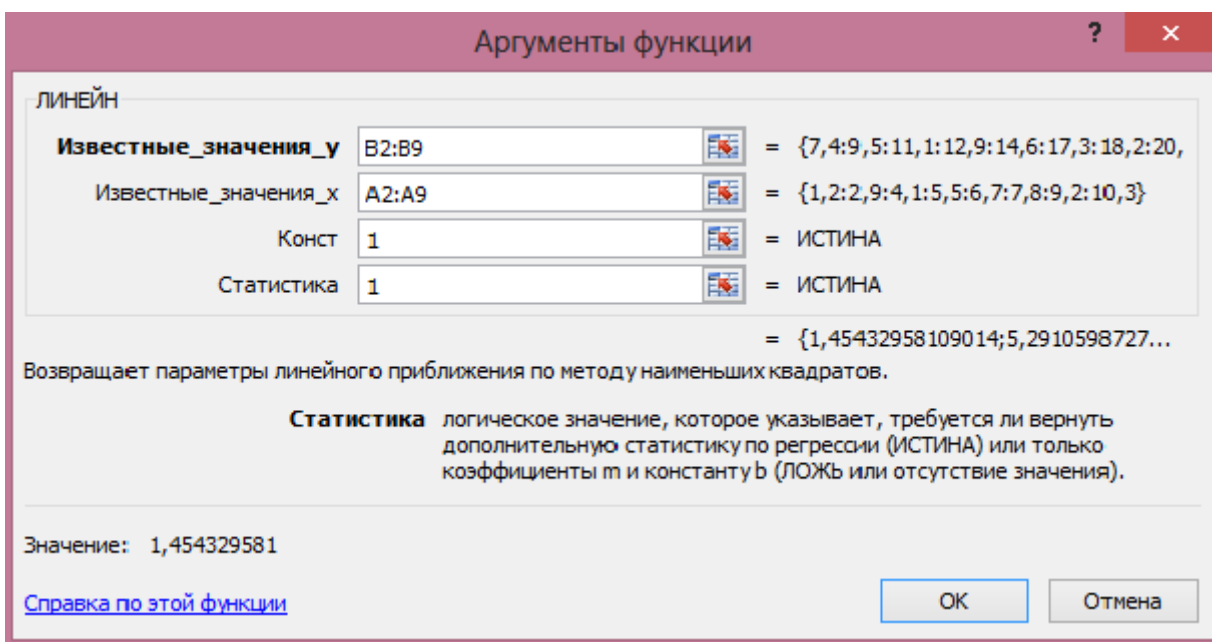 Аргументы функции
?
×
ЛИНЕЙН
Известные_значения_y B2:B9 = {7,4:9,5:11,1:12,9:14,6:17,3:18,2:20,
Известные_значения_x A2:A9 = {1,2:2,9:4,1:5,5:6,7:7,8:9,2:10,3}
Конст 1 = ИСТИНА
Статистика 1 = ИСТИНА
= {1,45432958109014;5,2910598727...
Возвращает параметры линейного приближения по методу наименьших квадратов.
Статистика логическое значение, которое указывает, требуется ли вернуть
дополнительную статистику по регрессии (ИСТИНА) или только
коэффициенты m и константу b (ЛОЖЬ или отсутствие значения).
Значение: 1,454329581
Справка по этой функции
ОК
Отмена